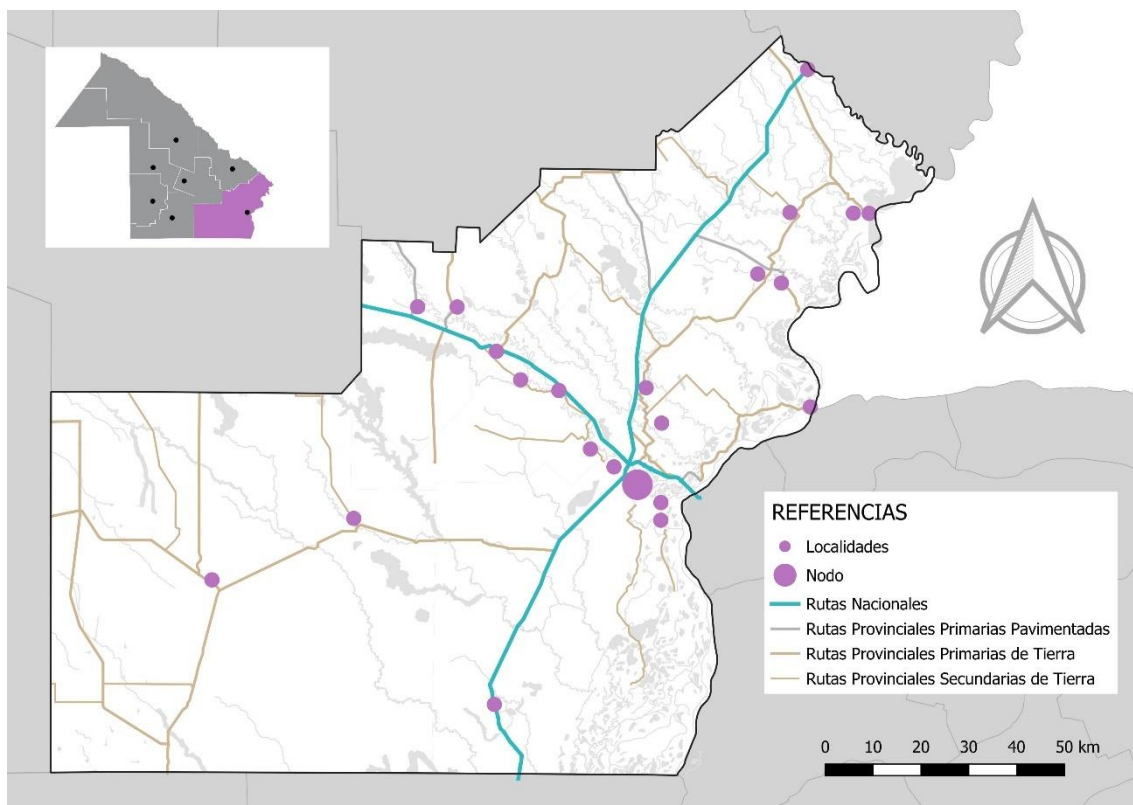 REFERENCIAS
Localidades
Nodo
Rutas Nacionales
Rutas Provinciales Primarias Pavimentadas
Rutas Provinciales Primarias de Tierra
Rutas Provinciales Secundarias de Tierra
0 10 20 30 40 50 km